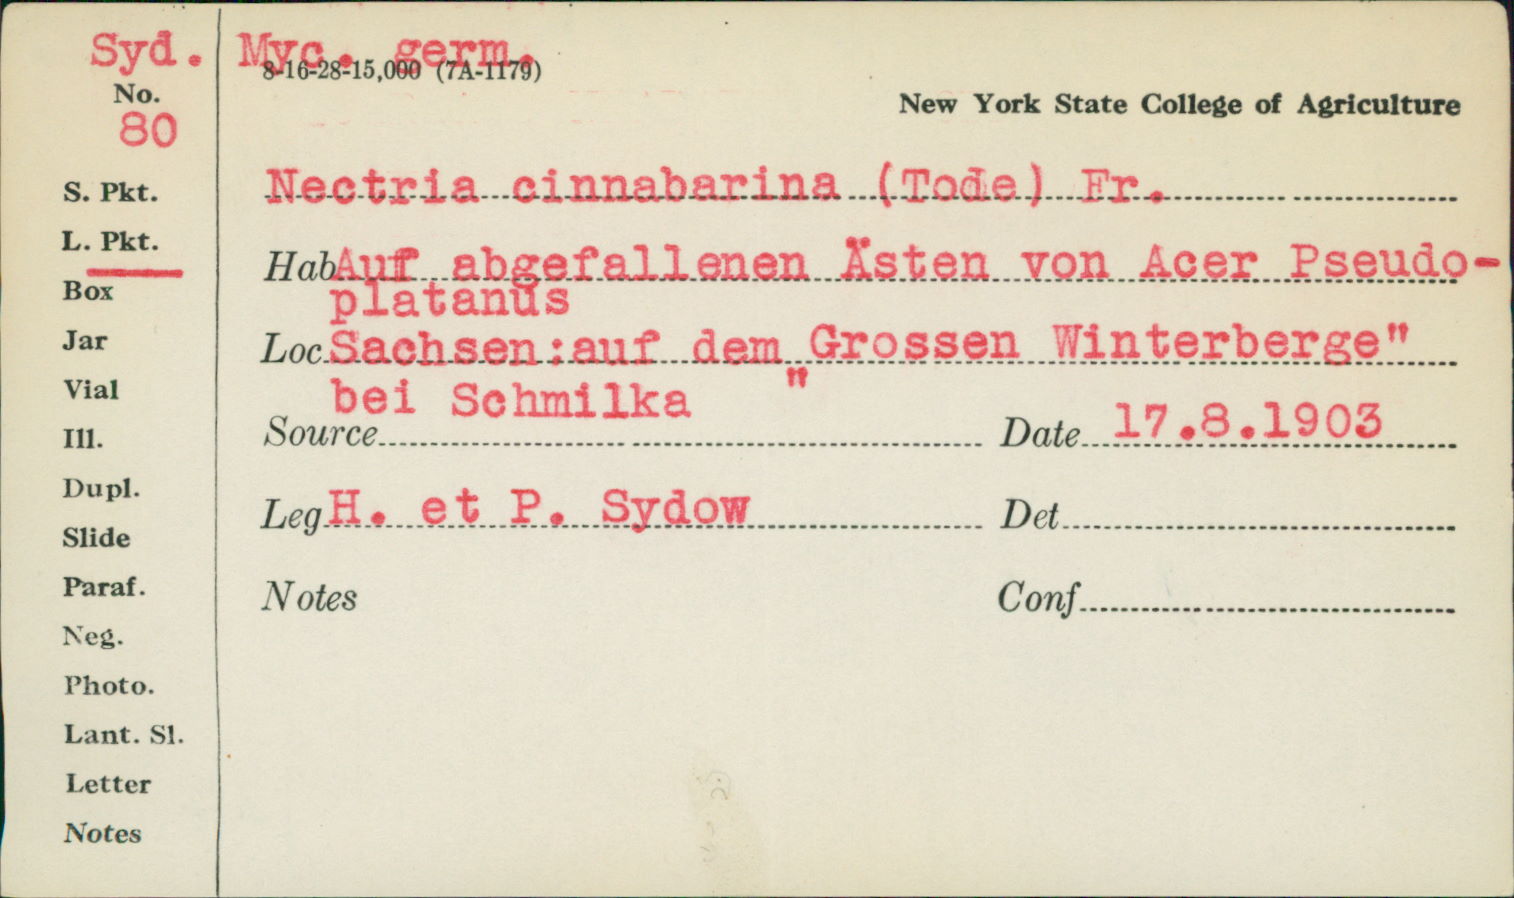 Syd. Myc. germ.
8-16-28-15,000 (7A-1179)
No.
80
New York State College of Agriculture
S. Pkt.
Nectria cinnabarina (Tode) Fr.
L. Pkt.
Hab Auf abgefallenen Ästen von Acer Pseudo-
platanus
Box
Jar
Loc Sachsen:auf dem Grossen Winterberge"
"
Vial
bei Schmilka
Ill.
Source
Date 17.8.1903
Dupl.
Leg H. et P. Sydow
Det
Slide
Paraf.
Notes
Conf
Neg.
Photo.
Lant. Sl.
Letter
Notes